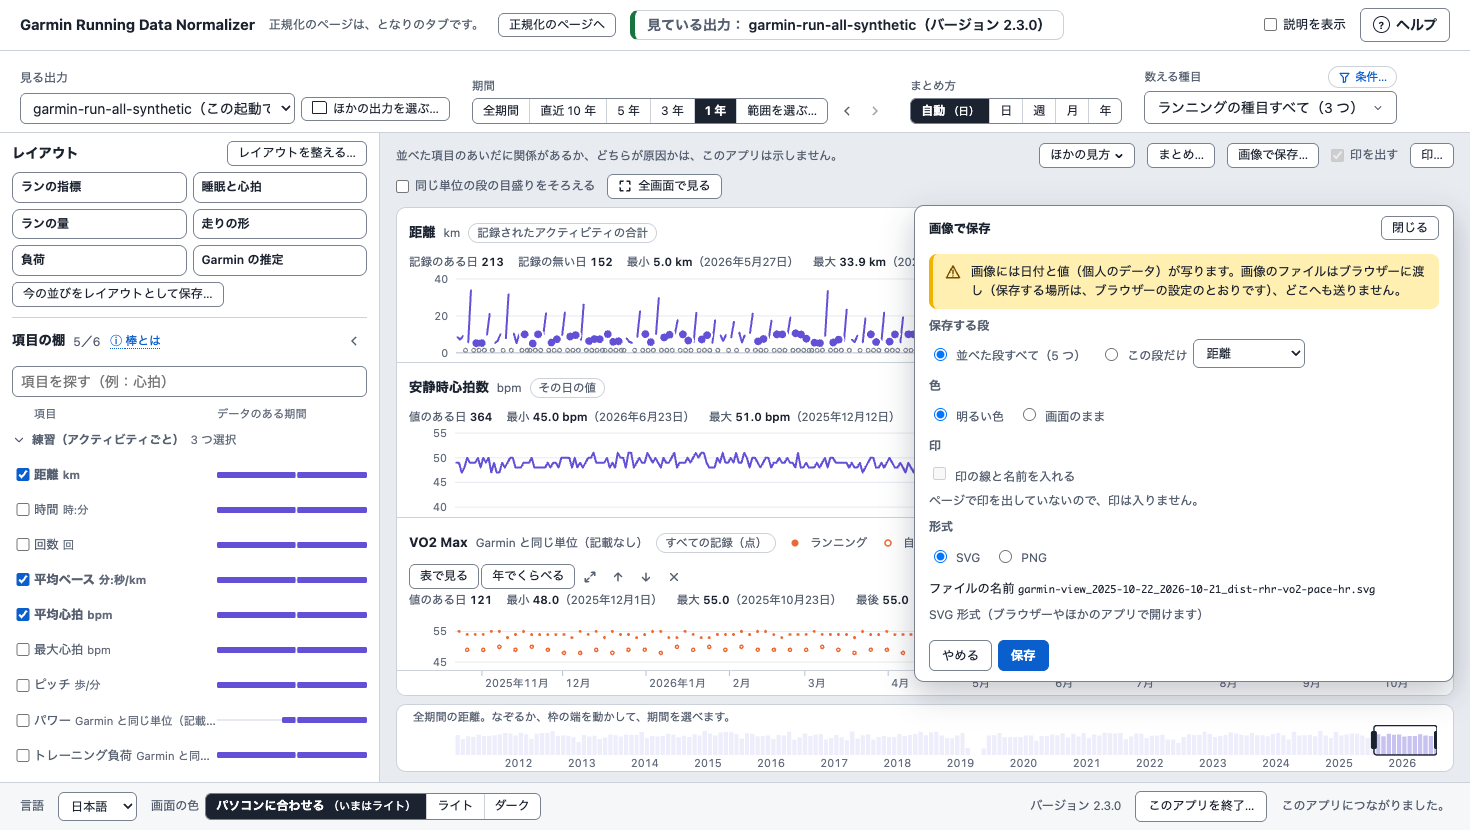 Garmin Running Data Normalizer 正規化のページは、となりのタブです。 正規化のページへ 見ている出力： garmin-run-all-synthetic（バージョン 2.3.0） 説明を表示 ヘルプ
見る出力
garmin-run-all-synthetic（この起動で ほかの出力を選ぶ…
期間
全期間 直近 10 年 5 年 3 年 1 年 範囲を選ぶ…
まとめ方
自動 （日） 日 週 月 年
数える種目 条件…
ランニングの種目すべて（3 つ）
レイアウト レイアウトを整える…
ランの指標 睡眠と心拍
ランの量 走りの形
負荷 Garmin の推定
今の並びをレイアウトとして保存…
項目の棚 5／6 棒とは
項目を探す（例：心拍）
項目 データのある期間
練習（アクティビティごと） 3 つ選択
距離 km
時間 時:分
回数 回
平均ペース 分:秒/km
平均心拍 bpm
最大心拍 bpm
ピッチ 歩/分
パワー Garmin と同じ単位（記載…
トレーニング負荷 Garmin と同…
並べた項目のあいだに関係があるか、どちらが原因かは、このアプリは示しません。 ほかの見方 まとめ… 画像で保存… 印を出す 印…
同じ単位の段の目盛りをそろえる 全画面で見る
距離 km 記録されたアクティビティの合計
記録のある日 213 記録の無い日 152 最小 5.0 km（2026年5月27日） 最大 33.9 km
40
20
0
安静時心拍数 bpm その日の値
値のある日 364 最小 45.0 bpm（2026年6月23日） 最大 51.0 bpm（2025年12月12日）
55
50
45
40
VO2 Max Garmin と同じ単位（記載なし） すべての記録（点） ランニング 自
表で見る 年でくらべる
値のある日 121 最小 48.0（2025年12月1日） 最大 55.0（2025年10月23日） 最後 55.0
55
45
2025年11月 12月 2026年1月 2月 3月 4月 5月 6月 7月 8月 9月 10月
画像で保存 閉じる
画像には日付と値（個人のデータ）が写ります。画像のファイルはブラウザーに渡
し（保存する場所は、ブラウザーの設定のとおりです）、どこへも送りません。
保存する段
並べた段すべて（5 つ） この段だけ 距離
色
明るい色 画面のまま
印
印の線と名前を入れる
ページで印を出していないので、印は入りません。
形式
SVG PNG
ファイルの名前 garmin-view_2025-10-22_2026-10-21_dist-rhr-vo2-pace-hr.svg
SVG 形式（ブラウザーやほかのアプリで開けます）
やめる 保存
全期間の距離。なぞるか、枠の端を動かして、期間を選べます。
2012 2013 2014 2015 2016 2017 2018 2019 2020 2021 2022 2023 2024 2025 2026
言語 日本語 画面の色 パソコンに合わせる （いまはライト） ライト ダーク バージョン 2.3.0 このアプリを終了… このアプリにつながりました。